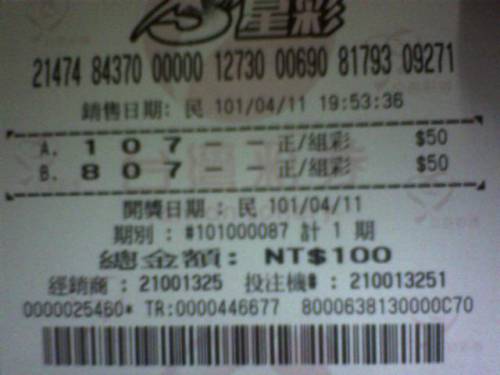 3星彩
21474 84370 00000 12730 00690 81793 09271
銷售日期: 民 101/04/11 19:53:36
A. 1 0 7 - - 正/組彩 $50
B. 8 0 7 - - 正/組彩 $50
開獎日期 : 民 101/04/11
期別 : #101000087 計 1 期
總金額: NT$100
經銷商 : 21001325 投注機# : 210013251
0000025460* TR:0000446677 8000638130000C70